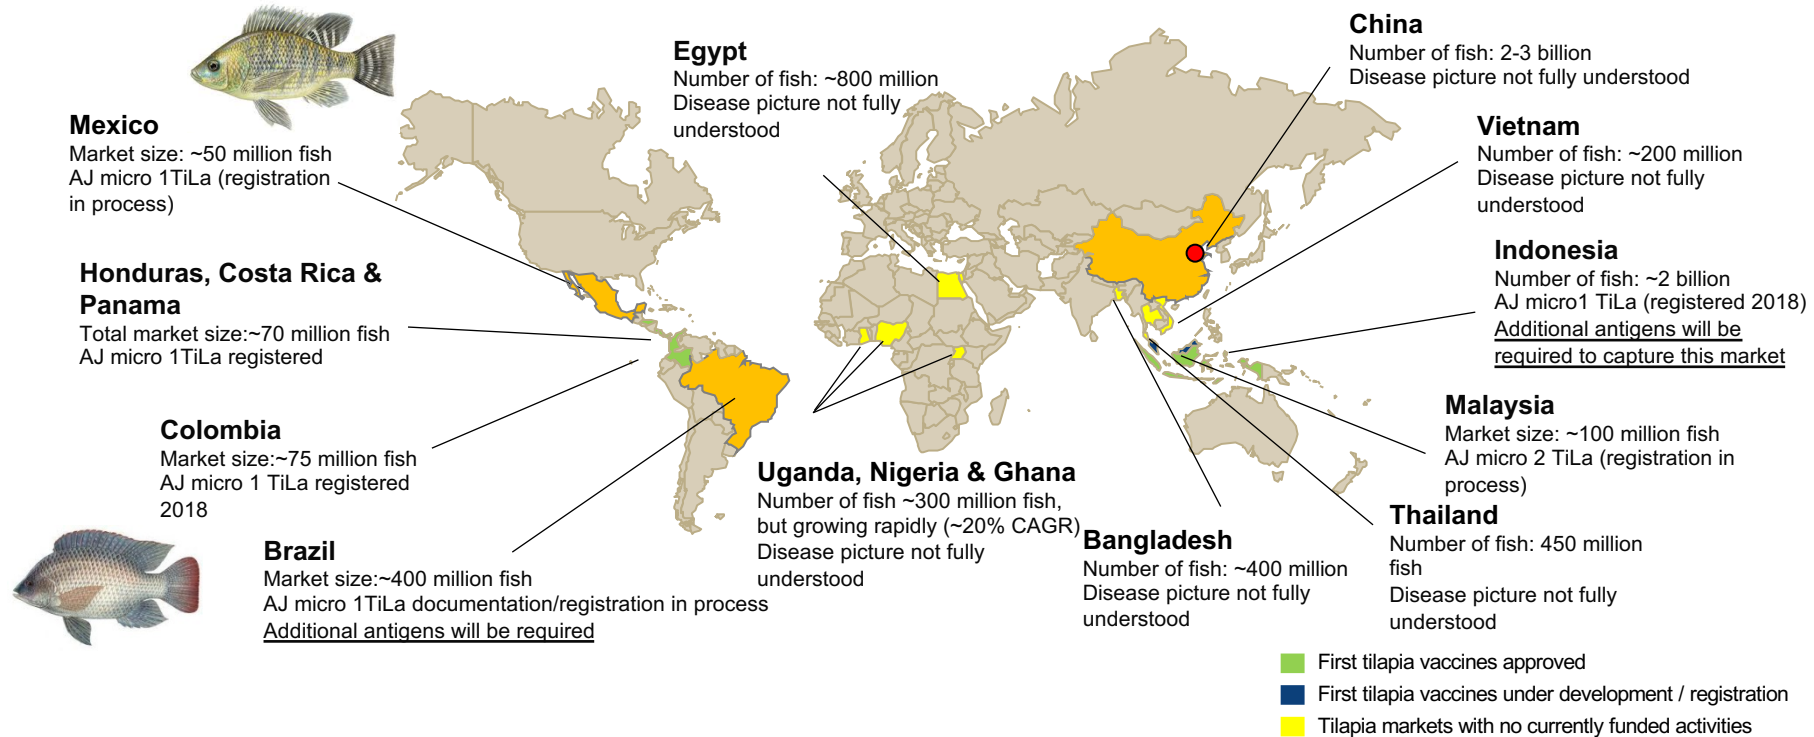 Mexico
Market size: ~50 million fish
AJ micro 1TiLa (registration
in process)
Honduras, Costa Rica &
Panama
Total market size:~70 million fish
AJ micro 1TiLa registered
Colombia
Market size:~75 million fish
AJ micro 1 TiLa registered
2018
Brazil
Market size:~400 million fish
AJ micro 1TiLa documentation/registration in process
Additional antigens will be required
Egypt
Number of fish: ~800 million
Disease picture not fully
understood
Uganda, Nigeria & Ghana
Number of fish ~300 million fish,
but growing rapidly (~20% CAGR)
Disease picture not fully
understood
China
Number of fish: 2-3 billion
Disease picture not fully understood
Vietnam
Number of fish: ~200 million
Disease picture not fully
understood
Indonesia
Number of fish: ~2 billion
AJ micro1 TiLa (registered 2018)
Additional antigens will be
required to capture this market
Malaysia
Market size: ~100 million fish
AJ micro 2 TiLa (registration in
process)
Thailand
Number of fish: 450 million
fish
Disease picture not fully
understood
Bangladesh
Number of fish: ~400 million
Disease picture not fully
understood
First tilapia vaccines approved
First tilapia vaccines under development / registration
Tilapia markets with no currently funded activities